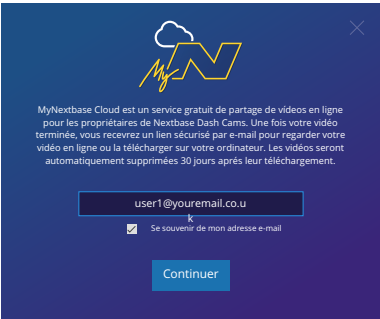 My N
MyNextbase Cloud est un service gratuit de partage de vídeos en ligne
pour les propriétaires de Nextbase Dash Cams. Une fois votre vidéo
terminée, vous recevrez un lien sécurisé par e-mail pour regarder votre
vidéo en ligne ou la télécharger sur votre ordinateur. Les vidéos seront
automatiquement supprimées 30 jours aprés leur téléchargement.
user1@youremail.co.u
k
Se souvenir de mon adresse e-mail
Continuer